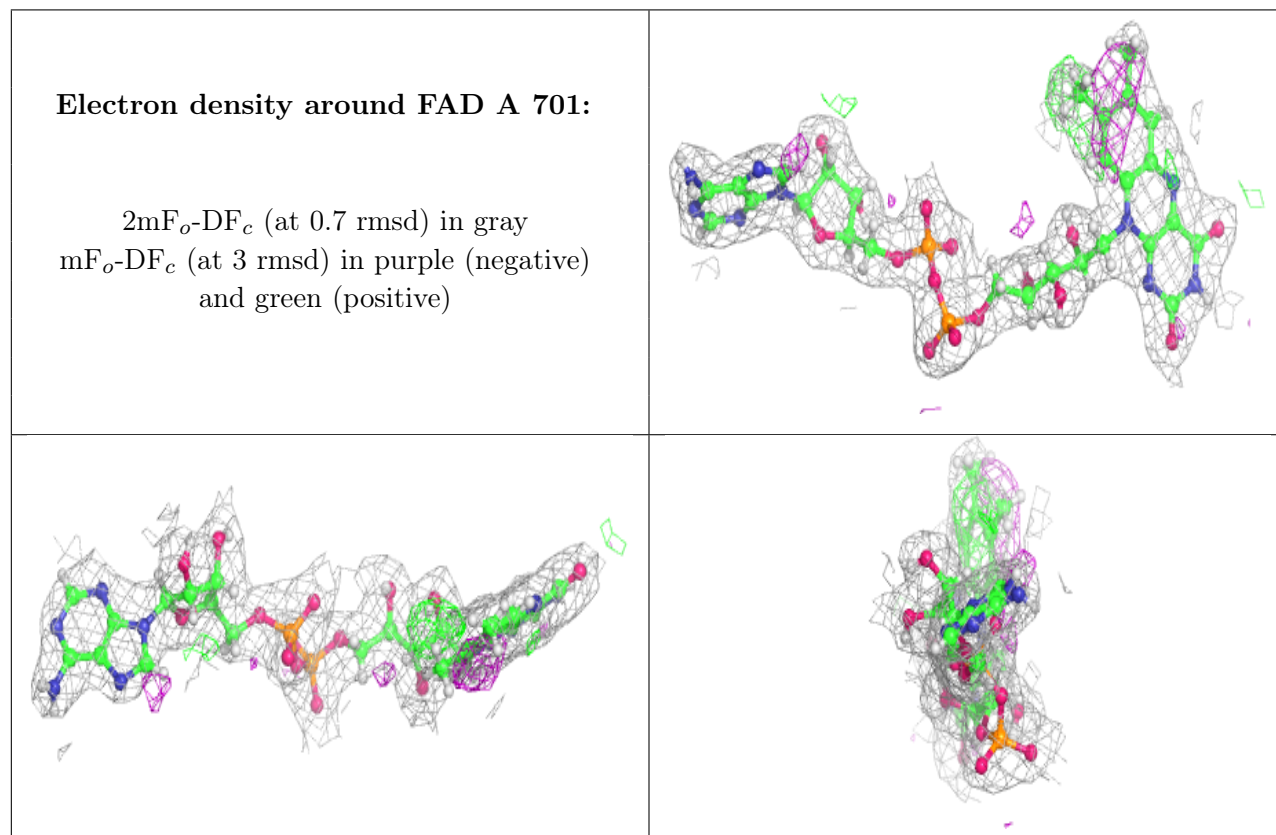 Electron density around FAD A 701:
2mFₒ-DF𝒸 (at 0.7 rmsd) in gray
mFₒ-DF𝒸 (at 3 rmsd) in purple (negative)
and green (positive)